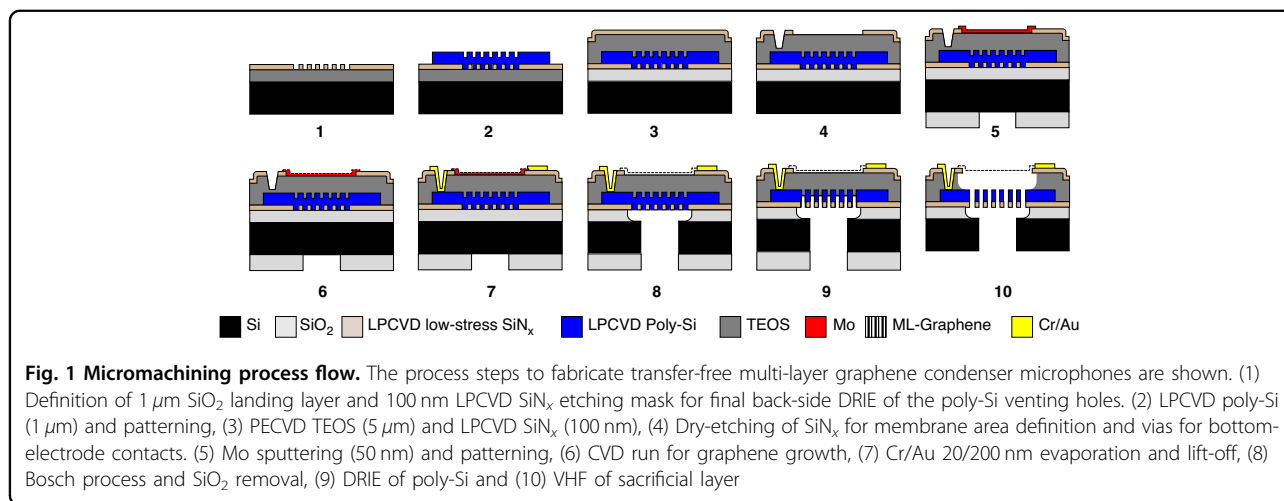 1
2
3
4
5
6
7
8
9
10
Si
SiO2
LPCVD low-stress SiNx
LPCVD Poly-Si
TEOS
Mo
ML-Graphene
Cr/Au
Fig. 1 Micromachining process flow. The process steps to fabricate transfer-free multi-layer graphene condenser microphones are shown. (1)
Definition of 1 μm SiO2 landing layer and 100 nm LPCVD SiNx etching mask for final back-side DRIE of the poly-Si venting holes. (2) LPCVD poly-Si
(1 μm) and patterning, (3) PECVD TEOS (5 μm) and LPCVD SiNx (100 nm), (4) Dry-etching of SiNx for membrane area definition and vias for bottom-
electrode contacts. (5) Mo sputtering (50 nm) and patterning, (6) CVD run for graphene growth, (7) Cr/Au 20/200 nm evaporation and lift-off, (8)
Bosch process and SiO2 removal, (9) DRIE of poly-Si and (10) VHF of sacrificial layer